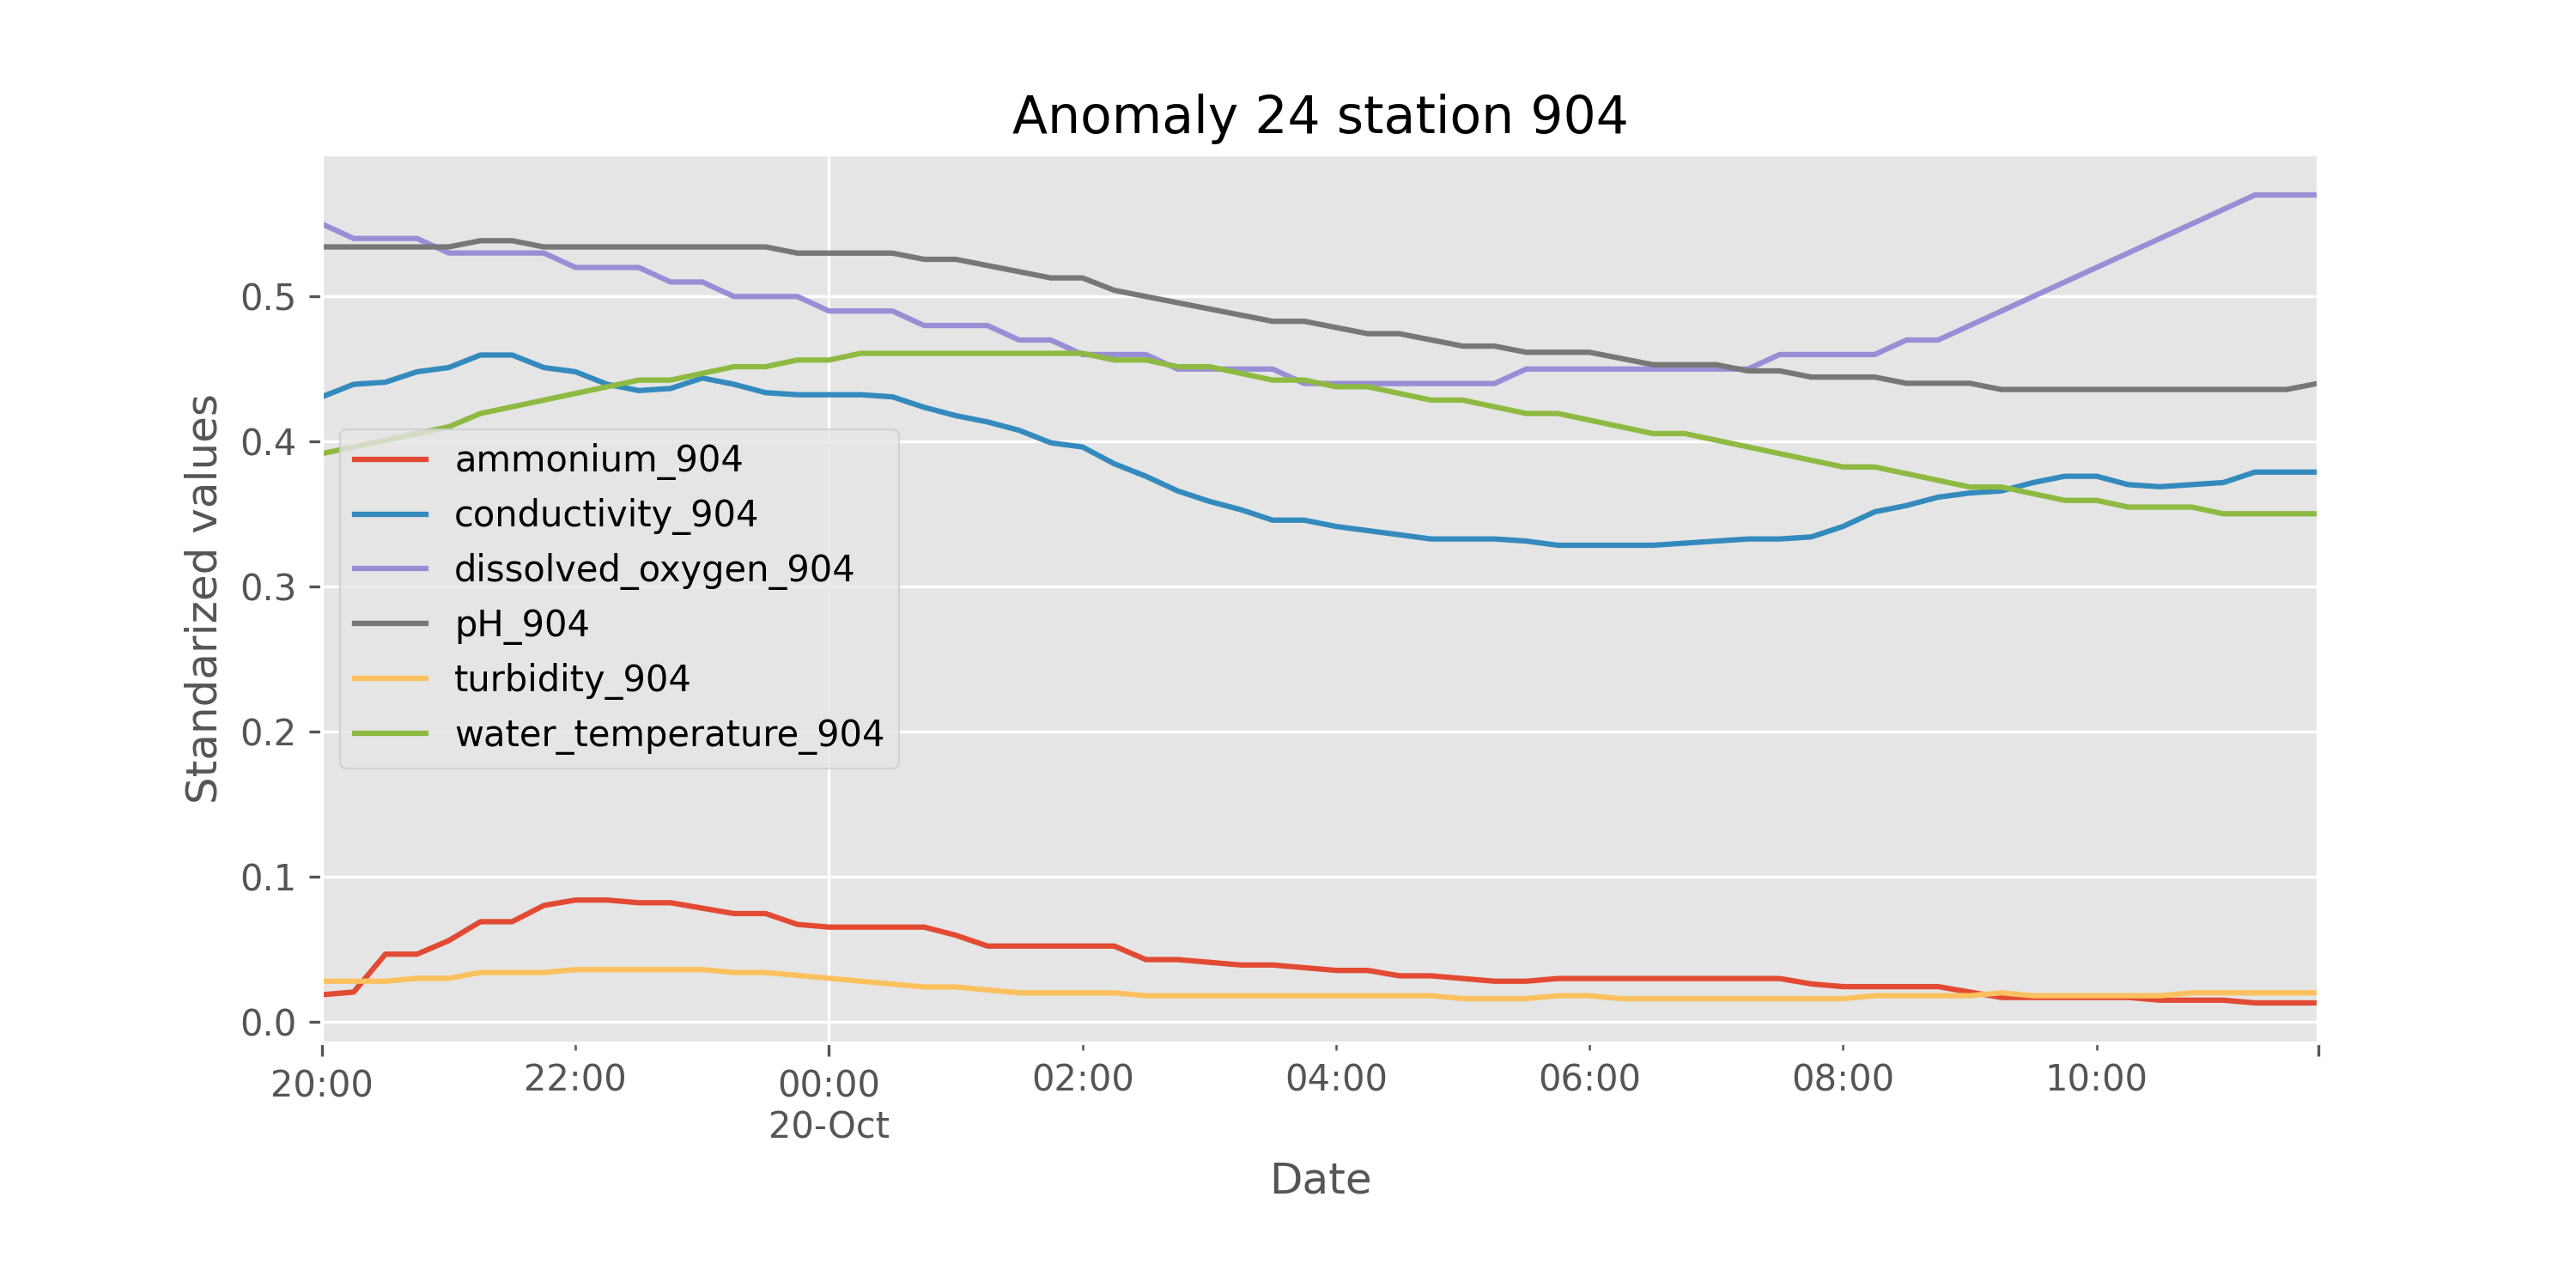 Anomaly 24 station 904
Standarized values
0.5
0.4
0.3
0.2
0.1
0.0
ammonium_904
conductivity_904
dissolved_oxygen_904
pH_904
turbidity_904
water_temperature_904
20:00 22:00 00:00 02:00 04:00 06:00 08:00 10:00
20-Oct
Date